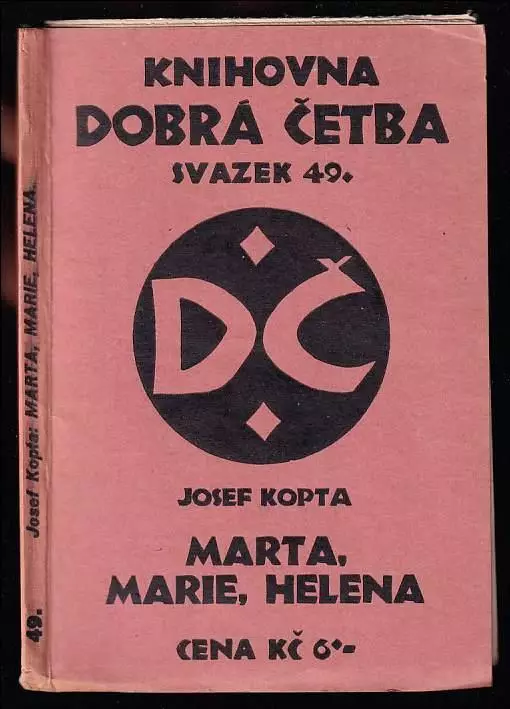 KNIHOVNA
DOBRÁ ČETBA
SVAZEK 49.
DČ
JOSEF KOPTA
MARTA,
MARIE, HELENA
CENA KČ 6·-
49. Josef Kopta: MARTA, MARIE, HELENA.